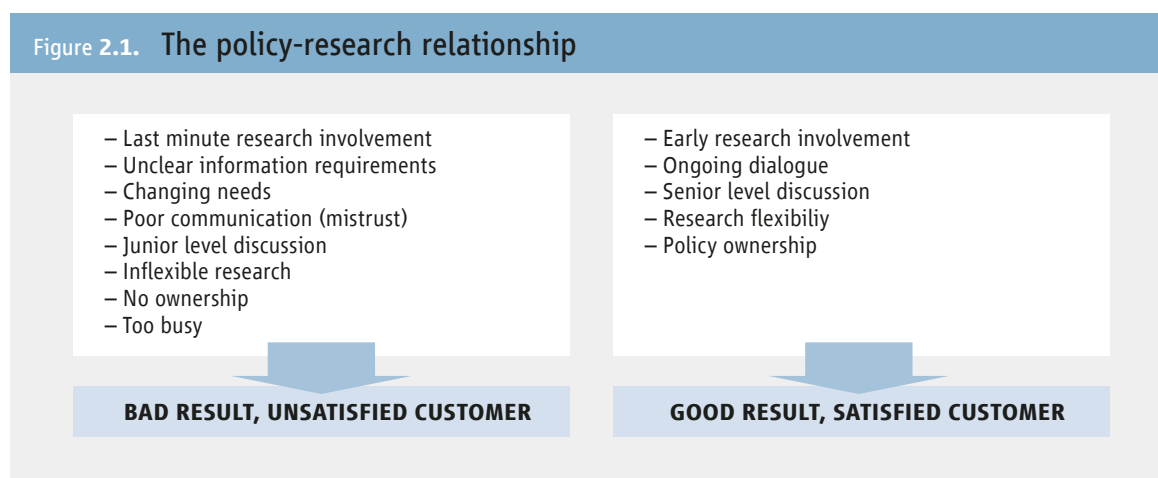 Figure 2.1. The policy-research relationship
– Last minute research involvement
– Unclear information requirements
– Changing needs
– Poor communication (mistrust)
– Junior level discussion
– Inflexible research
– No ownership
– Too busy
BAD RESULT, UNSATISFIED CUSTOMER
– Early research involvement
– Ongoing dialogue
– Senior level discussion
– Research flexibiliy
– Policy ownership
GOOD RESULT, SATISFIED CUSTOMER